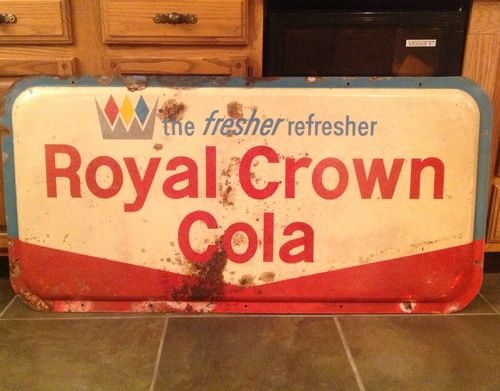 the fresher refresher
Royal Crown
Cola